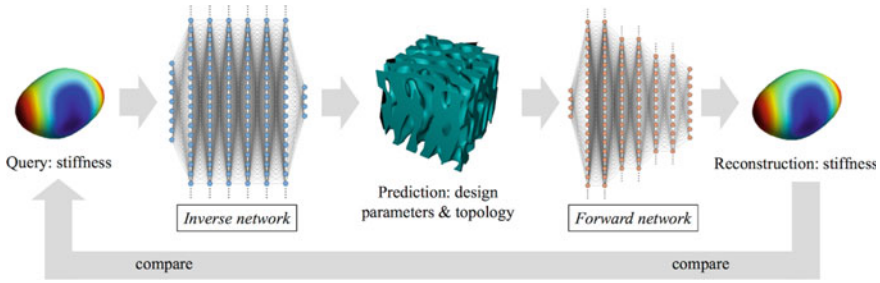 Query: stiffness
Inverse network
Prediction: design
parameters & topology
Forward network
Reconstruction: stiffness
compare
compare